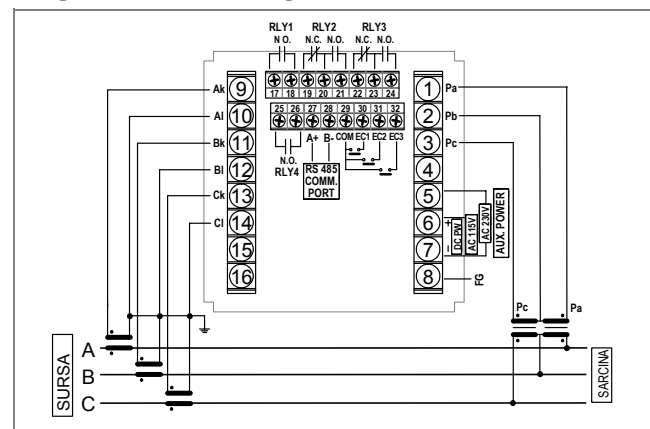 RLY1 RLY2 RLY3
N O. N.C. N.O. N.C. N.O.
17 18 19 20 21 22 23 24
25 26 27 28 29 30 31 32
A+ B- COM EC1 EC2 EC3
N.O.
RLY4
RS 485
COMM.
PORT
Ak 9
Al 10
Bk 11
Bl 12
Ck 13
Cl 14
15
16
1 Pa
2 Pb
3 Pc
4
5
6 +
7 –
8 FG
DC PW
AC 115V
AC 230V
AUX. POWER
Pc Pa
SURSA
A
B
C
SARCINA